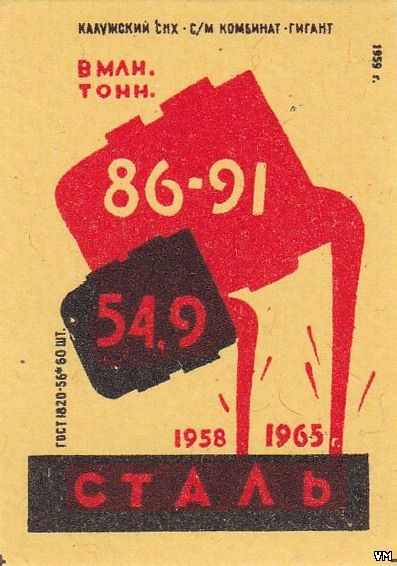 КАЛУЖСКИЙ СНХ · С/М КОМБИНАТ · ГИГАНТ
1959 г.
В МЛН.
ТОНН.
86-91
54,9
ГОСТ 1820-56* 60 ШТ.
1958 1965 г.
СТАЛЬ
VM